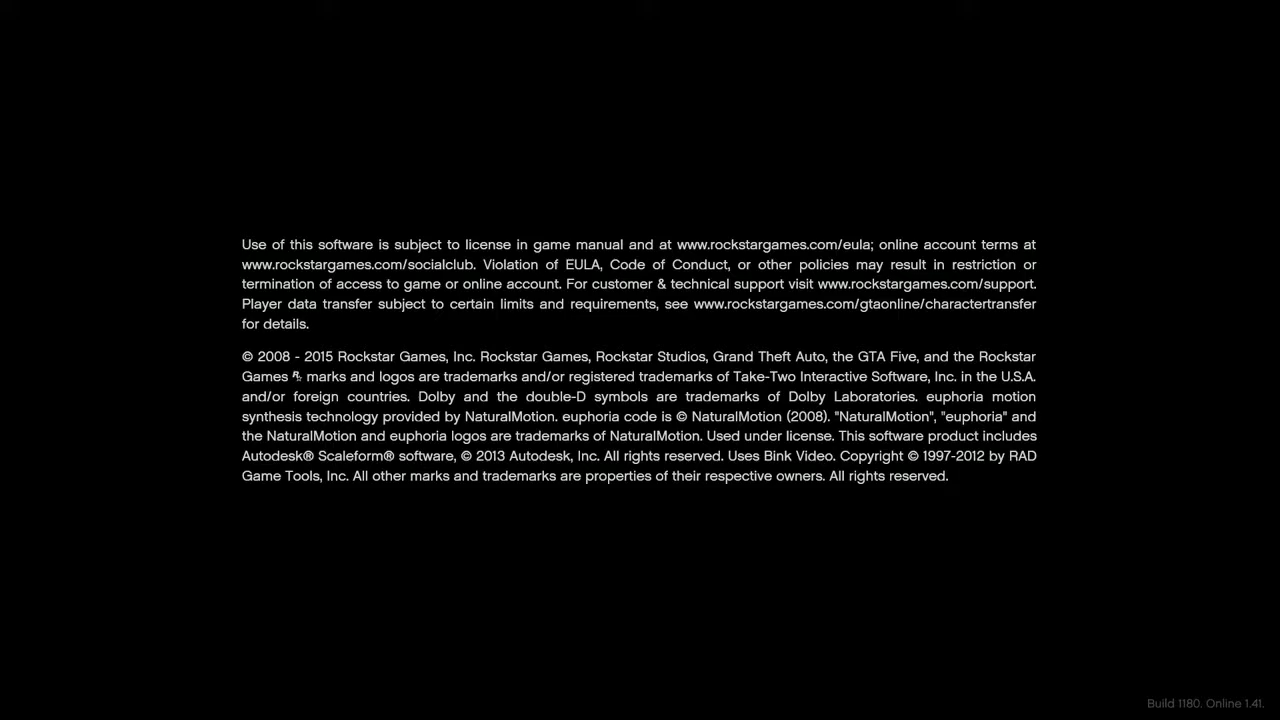 Use of this software is subject to license in game manual and at www.rockstargames.com/eula; online account terms at
www.rockstargames.com/socialclub. Violation of EULA, Code of Conduct, or other policies may result in restriction or
termination of access to game or online account. For customer & technical support visit www.rockstargames.com/support.
Player data transfer subject to certain limits and requirements, see www.rockstargames.com/gtaonline/charactertransfer
for details.
© 2008 - 2015 Rockstar Games, Inc. Rockstar Games, Rockstar Studios, Grand Theft Auto, the GTA Five, and the Rockstar
Games R* marks and logos are trademarks and/or registered trademarks of Take-Two Interactive Software, Inc. in the U.S.A.
and/or foreign countries. Dolby and the double-D symbols are trademarks of Dolby Laboratories. euphoria motion
synthesis technology provided by NaturalMotion. euphoria code is © NaturalMotion (2008). "NaturalMotion", "euphoria" and
the NaturalMotion and euphoria logos are trademarks of NaturalMotion. Used under license. This software product includes
Autodesk® Scaleform® software, © 2013 Autodesk, Inc. All rights reserved. Uses Bink Video. Copyright © 1997-2012 by RAD
Game Tools, Inc. All other marks and trademarks are properties of their respective owners. All rights reserved.
Build 1180. Online 1.41.